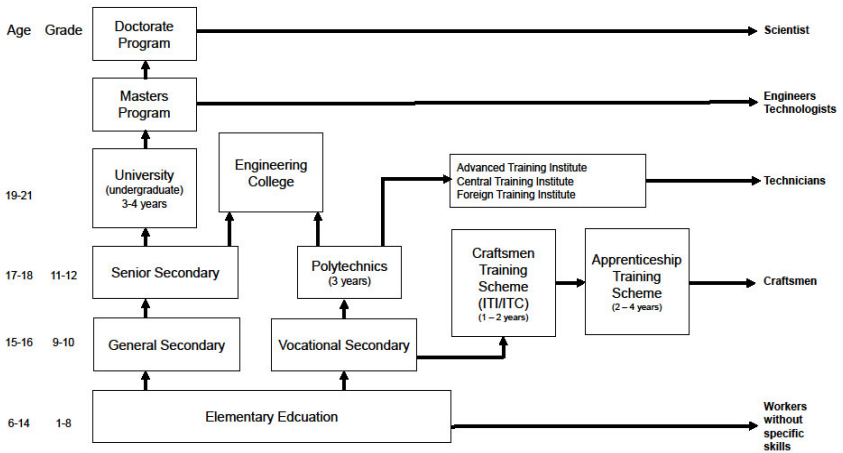 Age Grade
Doctorate
Program
Scientist
Masters
Program
Engineers
Technologists
19-21
University
(undergraduate)
3-4 years
Engineering
College
Advanced Training Institute
Central Training Institute
Foreign Training Institute
Technicians
17-18 11-12
Senior Secondary
Polytechnics
(3 years)
Craftsmen
Training
Scheme
(ITI/ITC)
(1 – 2 years)
Apprenticeship
Training
Scheme
(2 – 4 years)
Craftsmen
15-16 9-10
General Secondary
Vocational Secondary
6-14 1-8
Elementary Edcuation
Workers
without
specific
skills